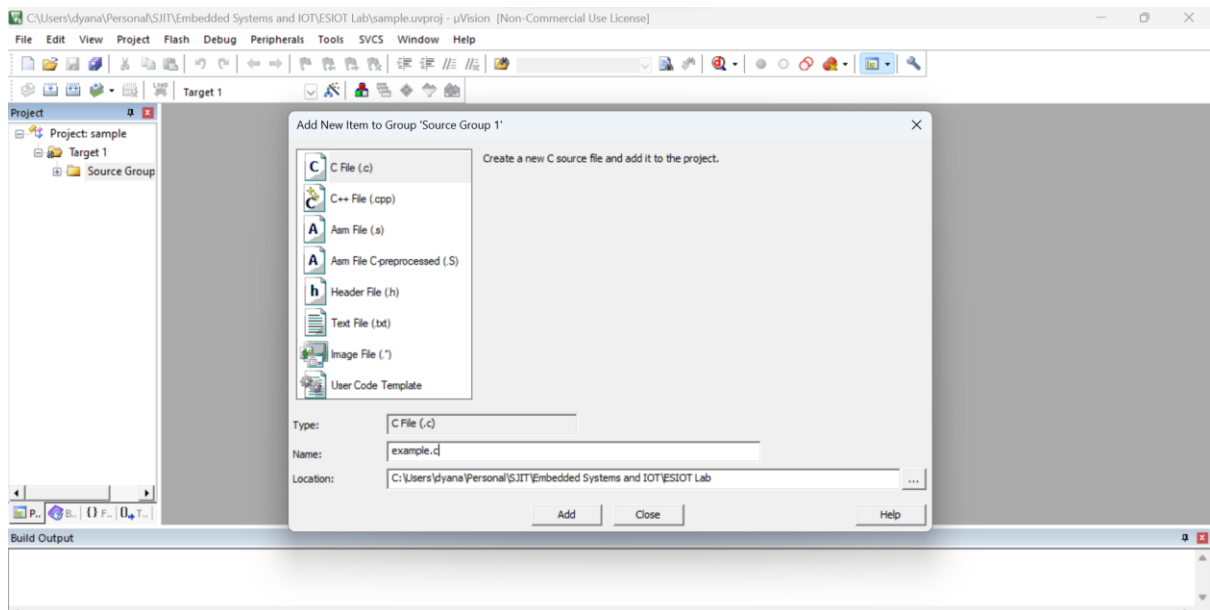 C:\Users\dyana\Personal\SJIT\Embedded Systems and IOT\ESIOT Lab\sample.uvproj - µVision [Non-Commercial Use License]
File Edit View Project Flash Debug Peripherals Tools SVCS Window Help
Target 1
Project
Project: sample
Target 1
Source Group
Add New Item to Group 'Source Group 1'
C File (.c)
C++ File (.cpp)
Asm File (.s)
Asm File C-preprocessed (.S)
Header File (.h)
Text File (.txt)
Image File (.*)
User Code Template
Create a new C source file and add it to the project.
Type: C File (.c)
Name: example.c
Location: C:\Users\dyana\Personal\SJIT\Embedded Systems and IOT\ESIOT Lab ...
Add Close Help
P... B... {} F... 0 T...
Build Output